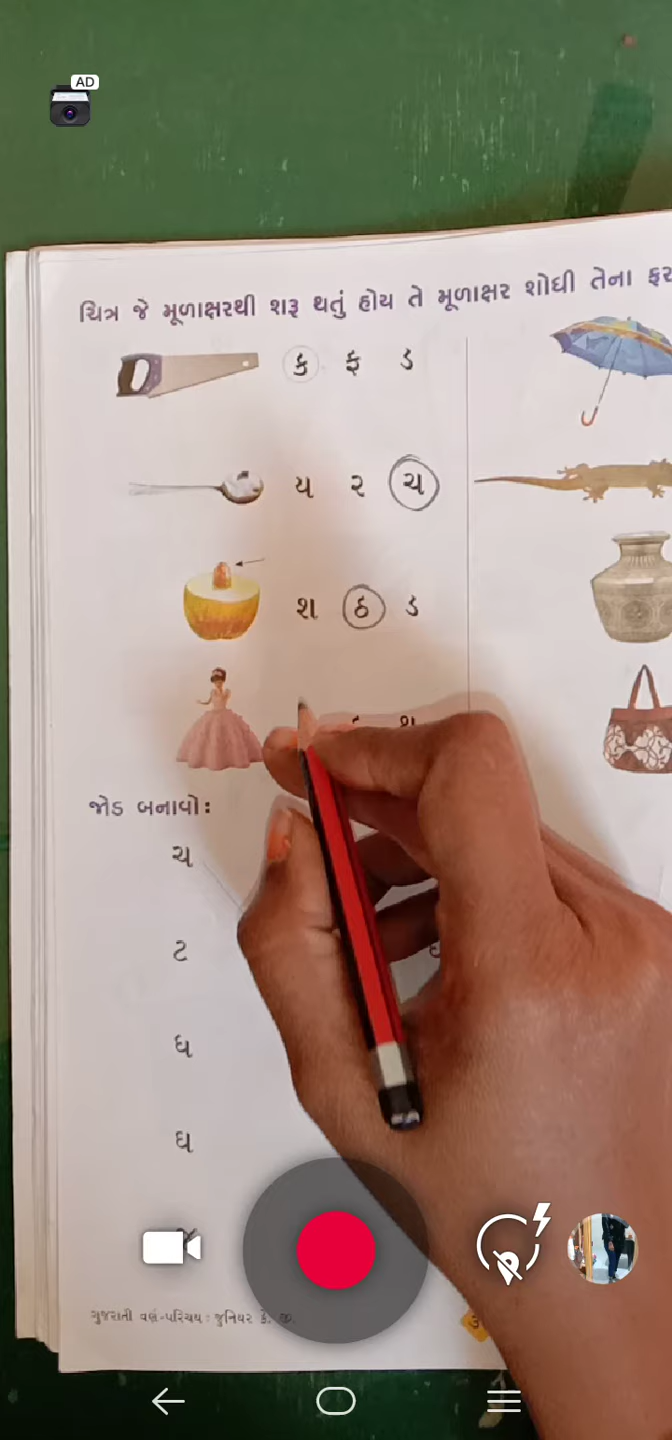 AD
ચિત્ર જે મૂળાક્ષરથી શરૂ થતું હોય તે મૂળાક્ષર શોધી તેના
ક ફ ડ
ય ર ચ
શ ઠ ડ
જોડ બનાવો:
ચ
ટ
ધ
ઘ
ગુજરાતી વર્ણ-પરિચય : જુનિયર કે. જી.